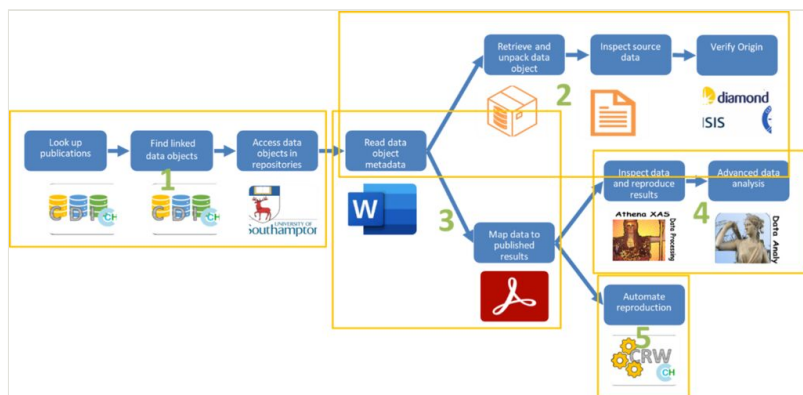 Look up
publications
Find linked
data objects
1
Access data
objects in
repositories
UNIVERSITY OF
Southampton
Read data
object
metadata
W
Retrieve and
unpack data
object
2
Inspect source
data
Verify Origin
diamond
ISIS
3
Map data to
published
results
Inspect data
and reproduce
results
Athena XAS
Data Processing
4
Advanced data
analysis
Data Analy
Automate
reproduction
5
CRW
CH